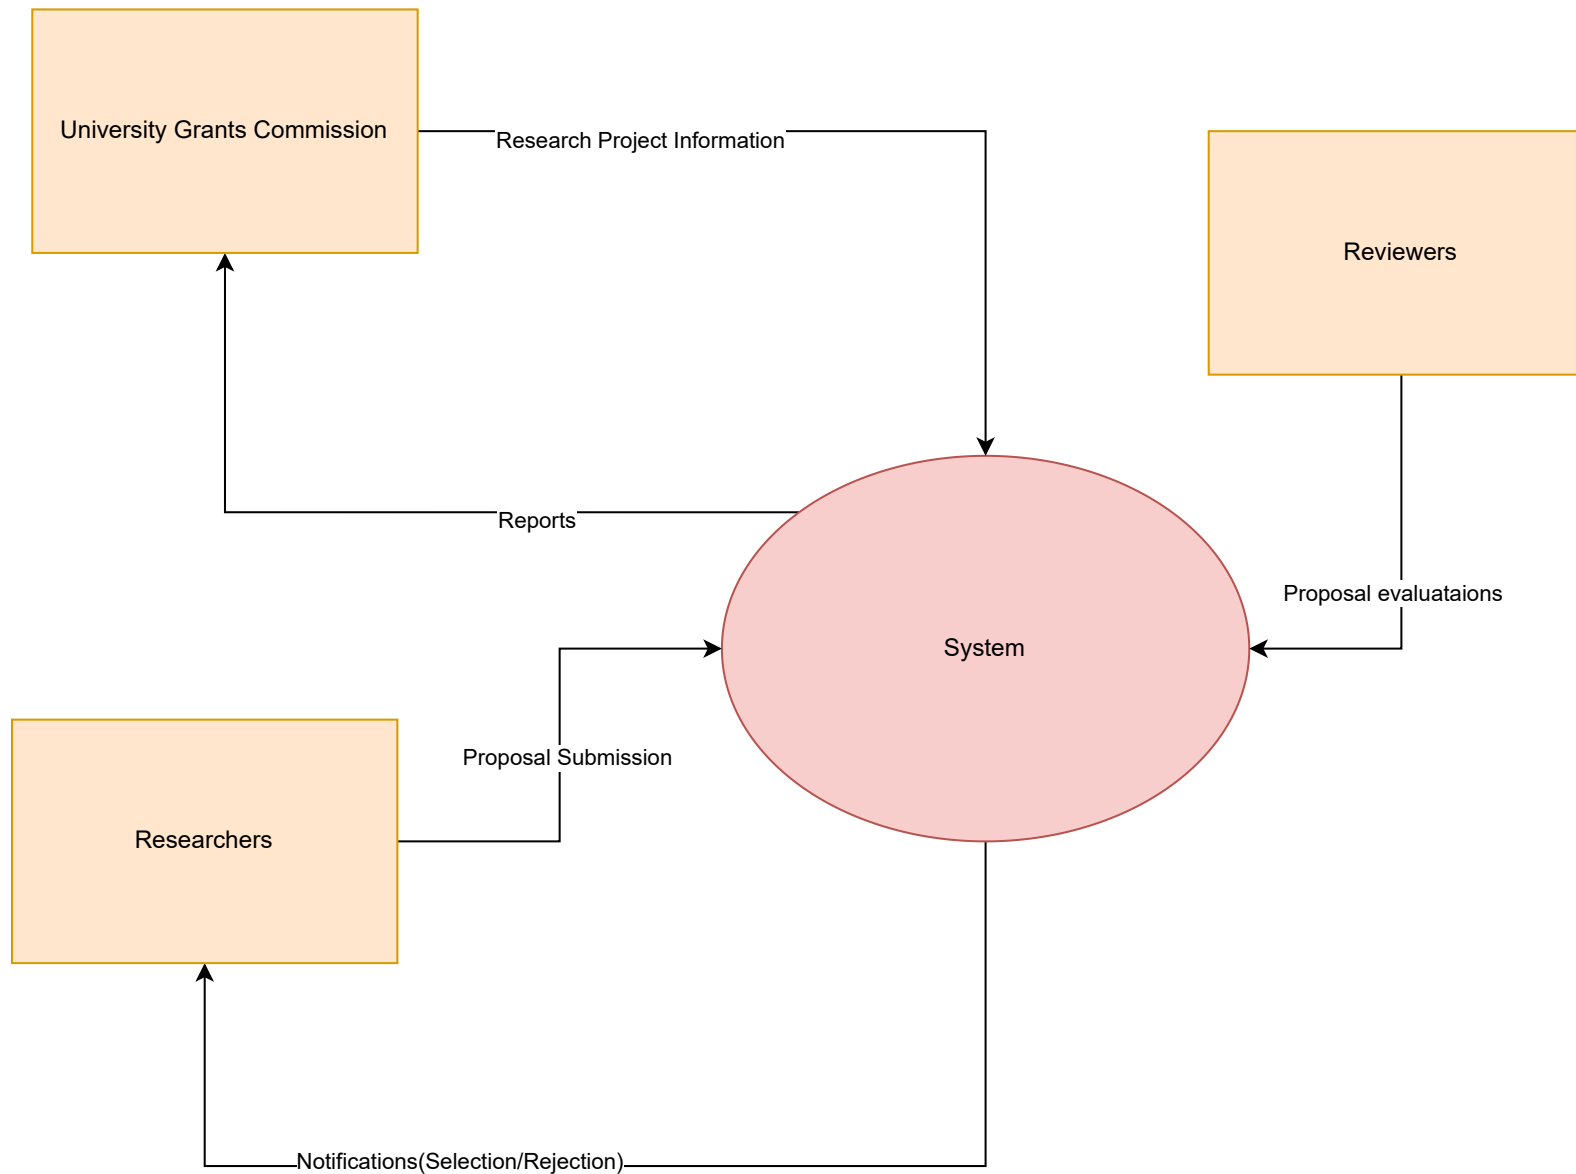 University Grants Commission
Research Project Information
Reviewers
Reports
Proposal evaluataions
System
Proposal Submission
Researchers
Notifications(Selection/Rejection)